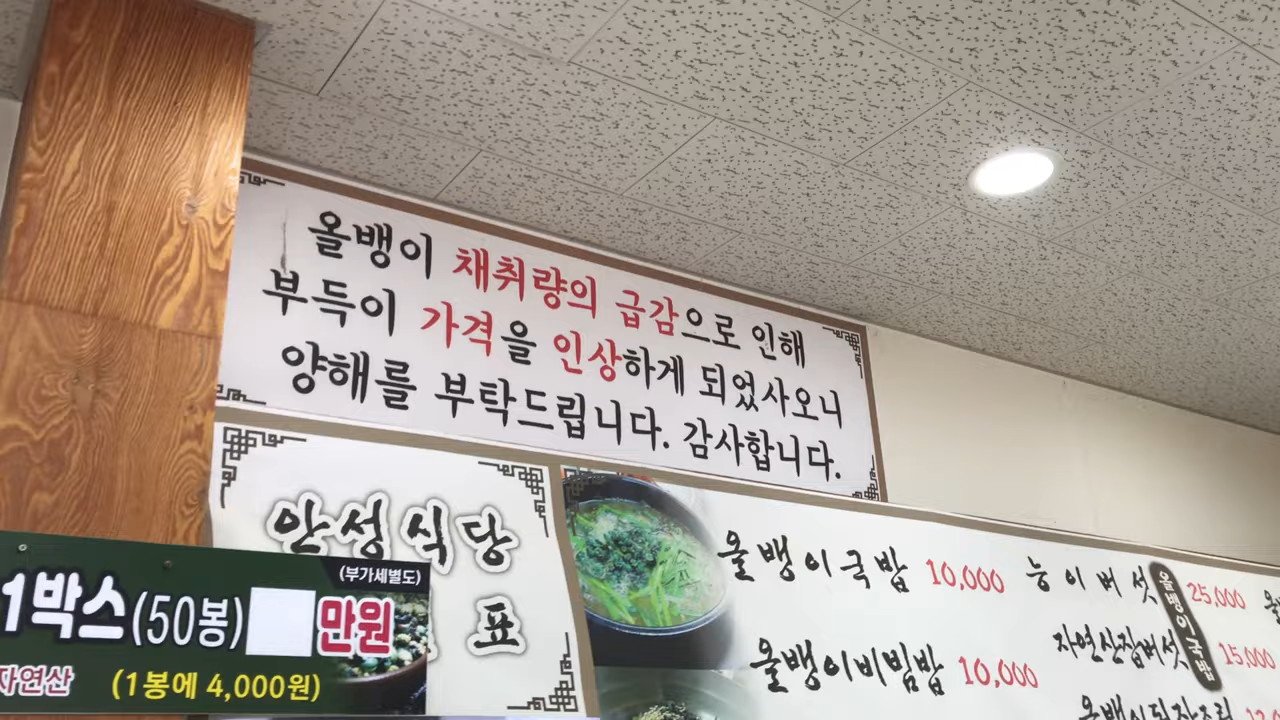 올뱅이 채취량의 급감으로 인해
부득이 가격을 인상하게 되었사오니
양해를 부탁드립니다. 감사합니다.
안성식당
표
(부가세별도)
1박스(50봉) 만원
자연산 (1봉에 4,000원)
올뱅이국밥 10,000
올뱅이비빔밥 10,000
능이버섯 올뱅이국밥 25,000
자연산잡버섯 15,000